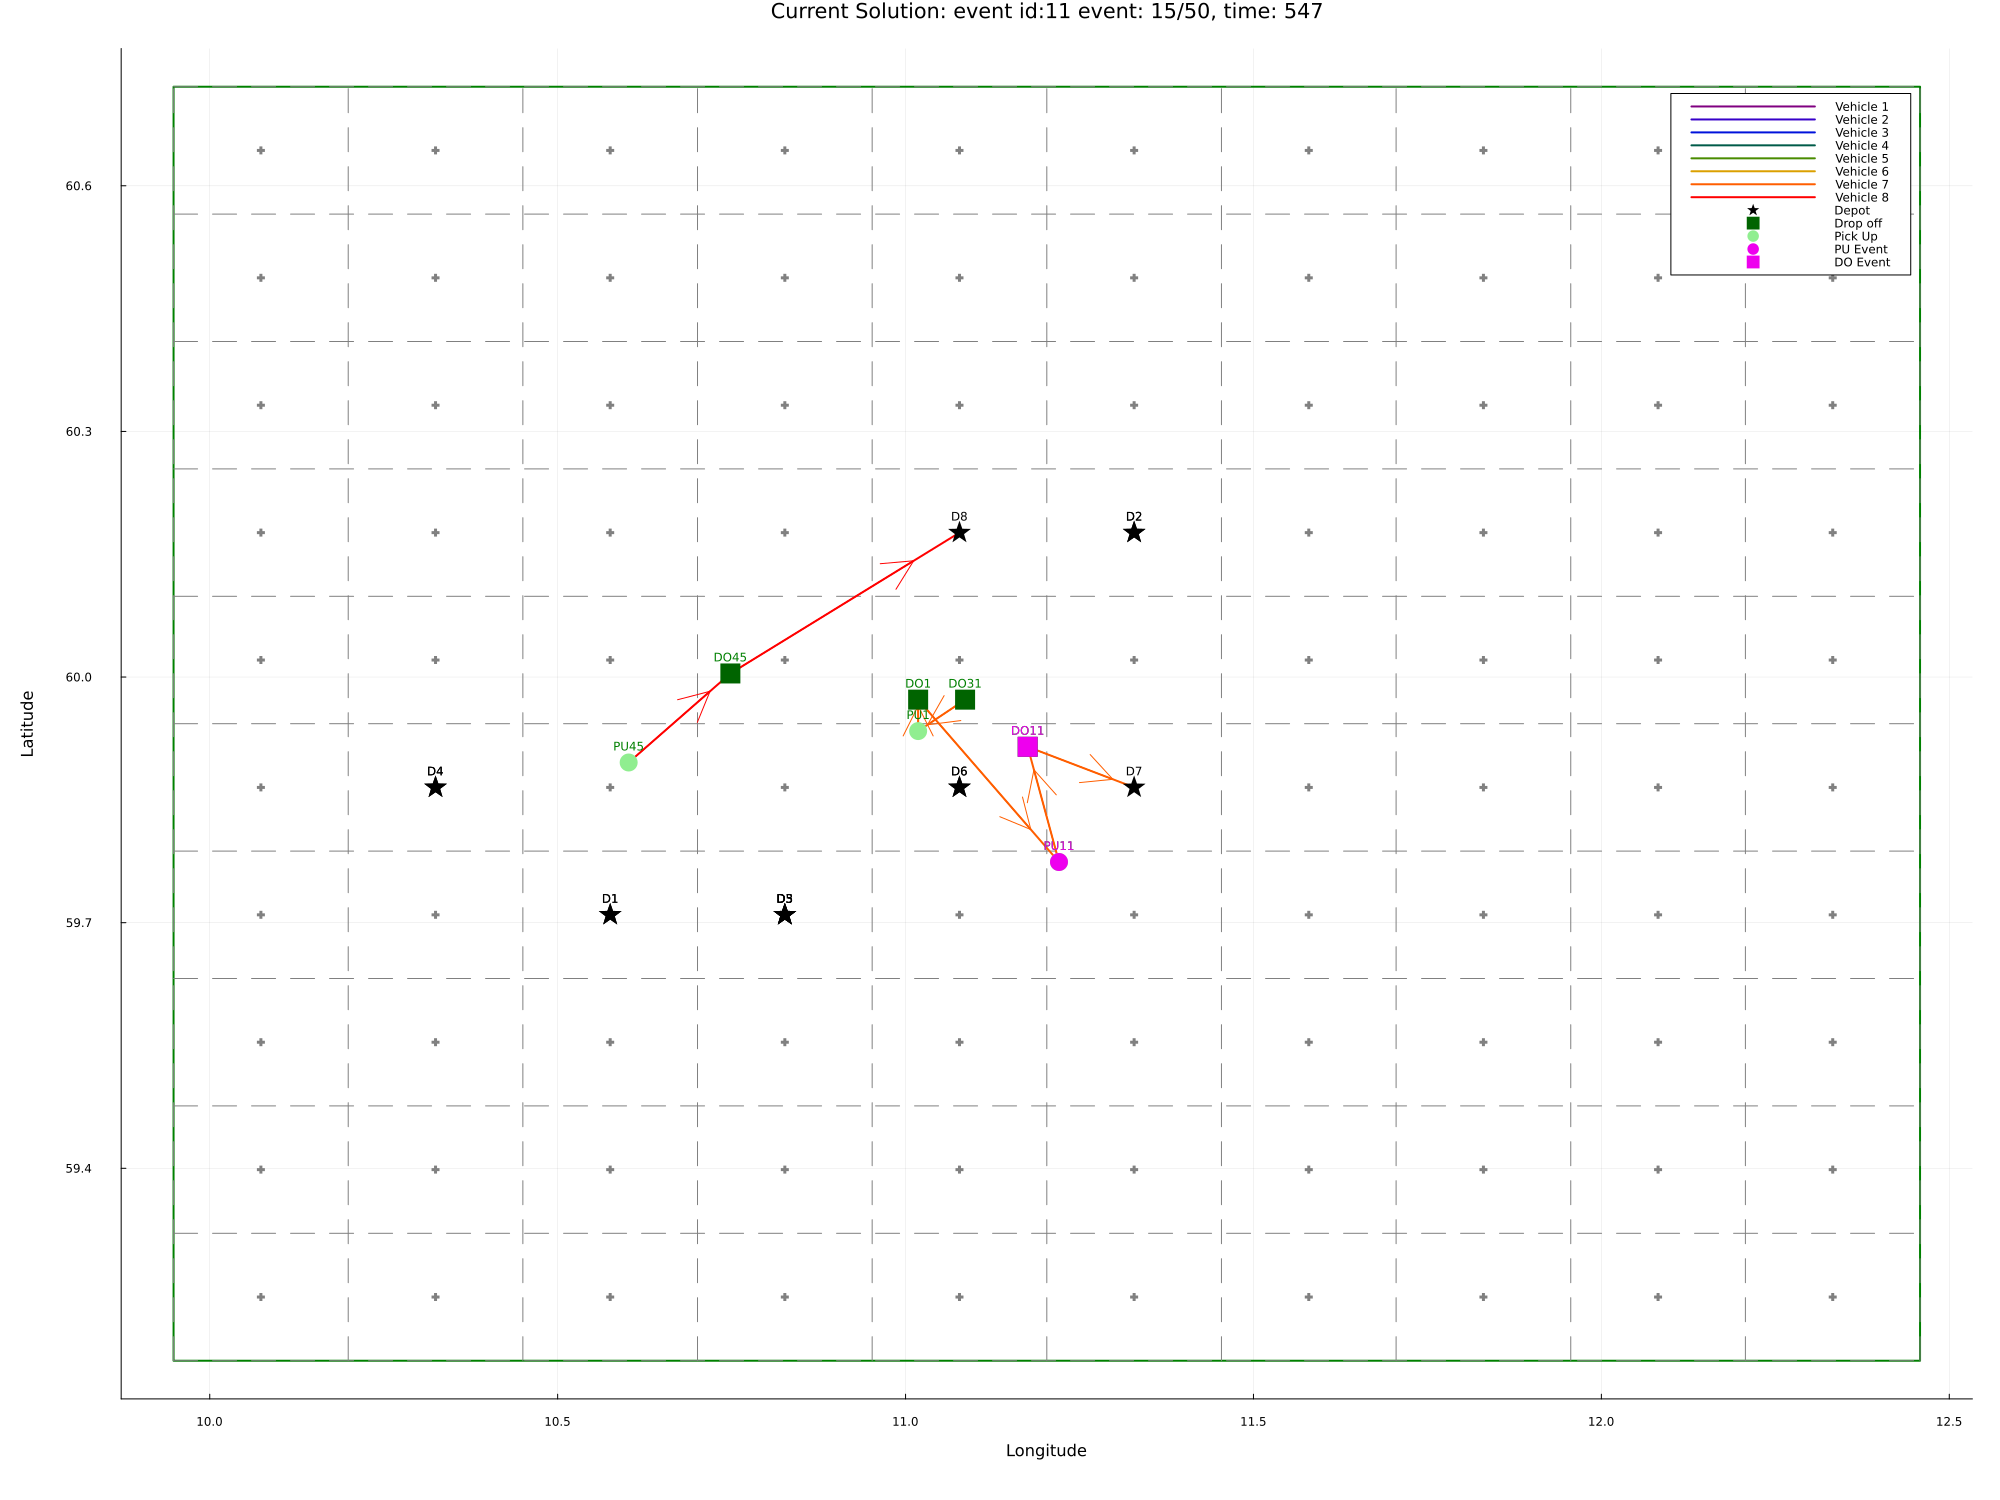 Current Solution: event id:11 event: 15/50, time: 547
Vehicle 1
Vehicle 2
Vehicle 3
Vehicle 4
Vehicle 5
Vehicle 6
Vehicle 7
Vehicle 8
Depot
Drop off
Pick Up
PU Event
DO Event
60.6
60.3
60.0
59.7
59.4
Latitude
D8
D2
DO45
DO1
DO31
PU1
DO11
PU45
D4
D6
D7
PU11
D1
10.0
10.5
11.0
11.5
12.0
12.5
Longitude